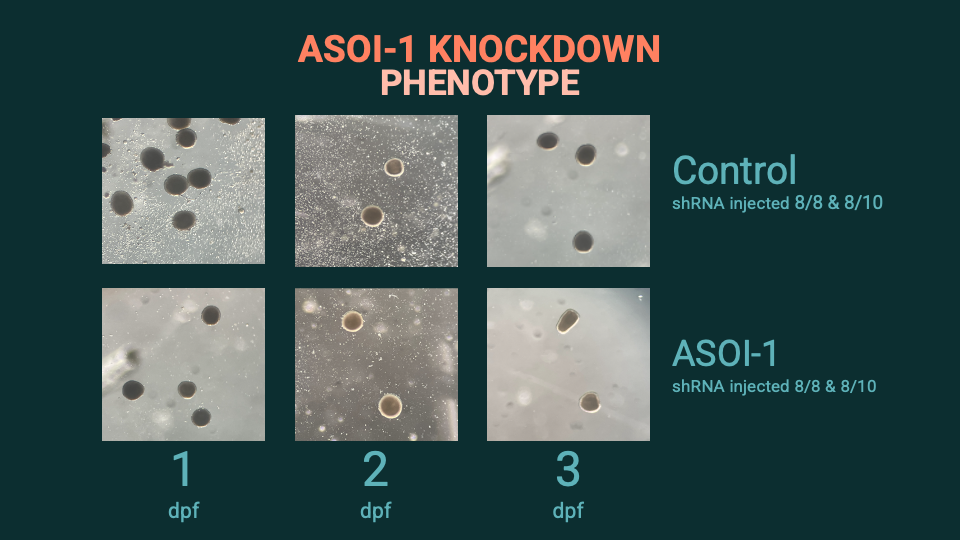 ASOI-1 KNOCKDOWN
PHENOTYPE
Control
shRNA injected 8/8 & 8/10
ASOI-1
shRNA injected 8/8 & 8/10
1
dpf
2
dpf
3
dpf